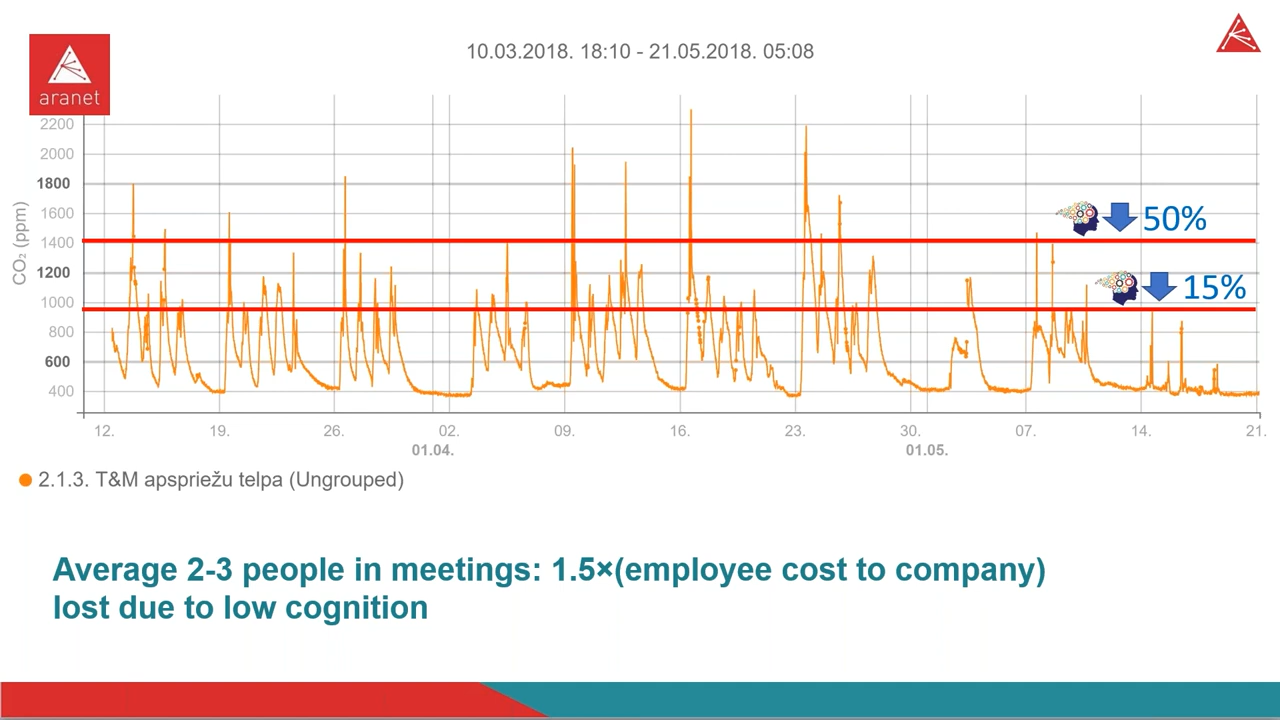 10.03.2018. 18:10 - 21.05.2018. 05:08
aranet
2200
2000
1800
1600
1400
1200
1000
800
600
400
CO₂ (ppm)
50%
15%
12. 19. 26. 02. 09. 16. 23. 30. 07. 14. 21.
01.04. 01.05.
2.1.3. T&M apspriežu telpa (Ungrouped)
Average 2-3 people in meetings: 1.5×(employee cost to company)
lost due to low cognition